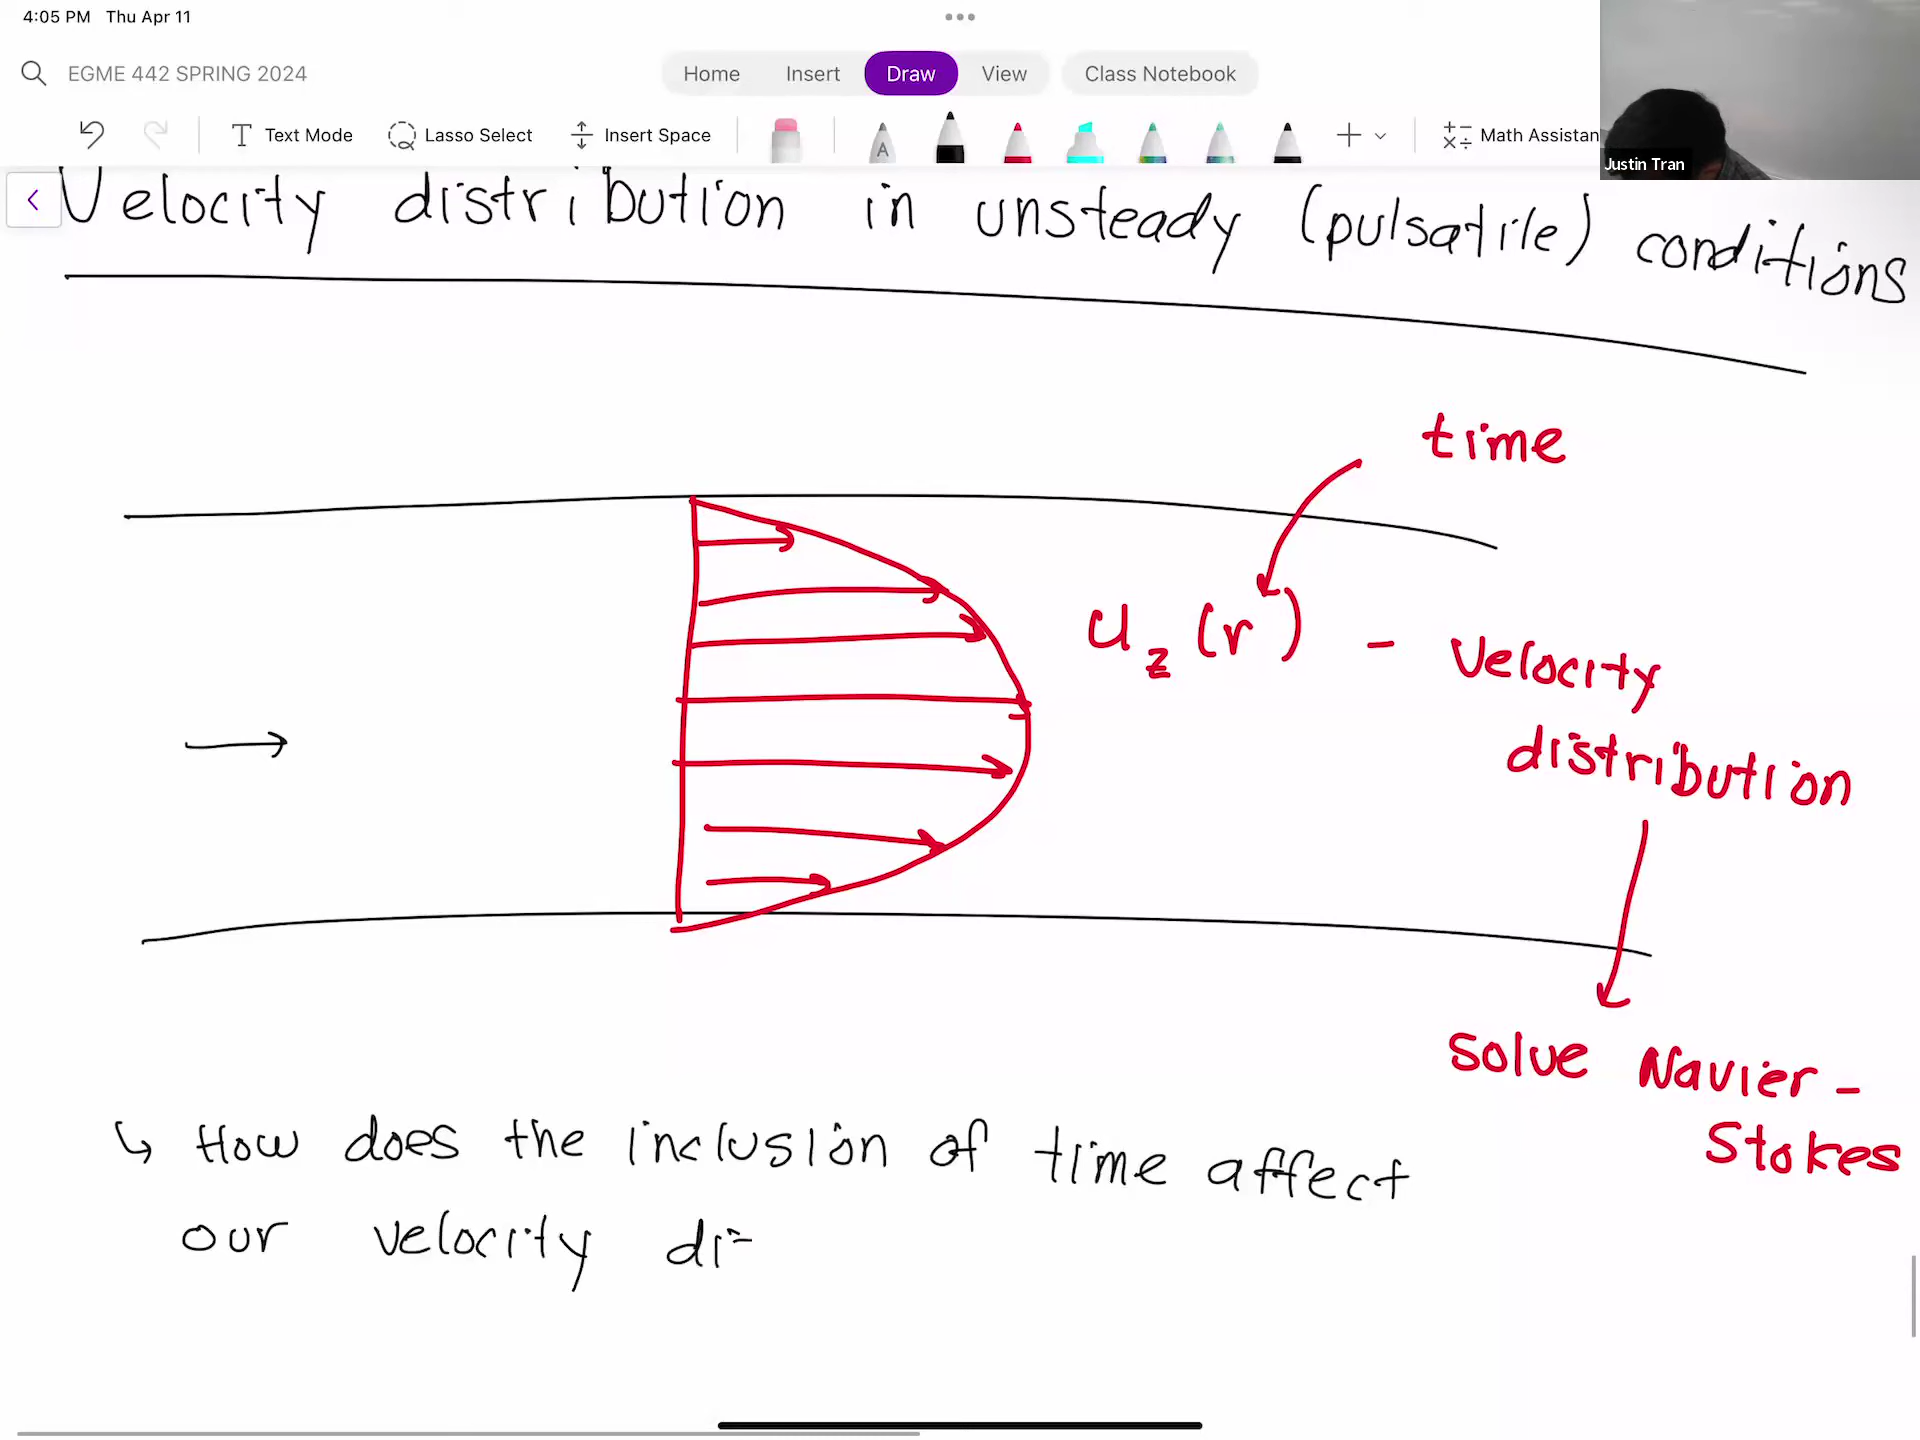 4:05 PM Thu Apr 11
EGME 442 SPRING 2024
Home Insert Draw View Class Notebook
Text Mode Lasso Select Insert Space A Math Assistan
Justin Tran
Velocity distribution in unsteady (pulsatile) conditions
time
uz (r) - Velocity
distribution
solve Navier-
Stokes
↳ How does the inclusion of time affect
our velocity di